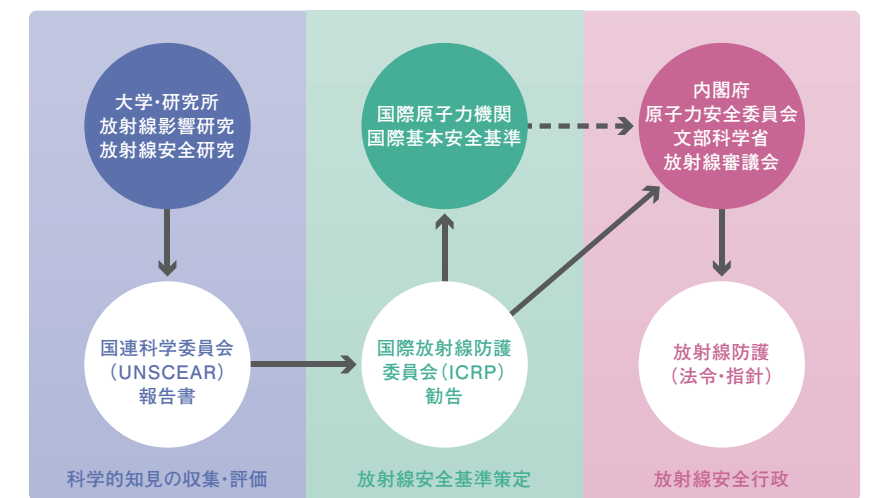 大学・研究所
放射線影響研究
放射線安全研究
国際原子力機関
国際基本安全基準
内閣府
原子力安全委員会
文部科学省
放射線審議会
国連科学委員会
（UNSCEAR）
報告書
国際放射線防護
委員会（ICRP）
勧告
放射線防護
（法令・指針）
科学的知見の収集・評価
放射線安全基準策定
放射線安全行政